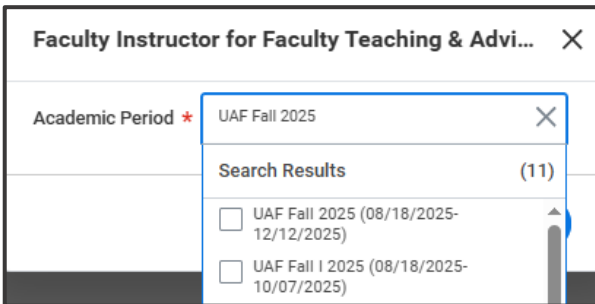 Faculty Instructor for Faculty Teaching & Advi...
Academic Period *
UAF Fall 2025
Search Results (11)
UAF Fall 2025 (08/18/2025-
12/12/2025)
UAF Fall I 2025 (08/18/2025-
10/07/2025)